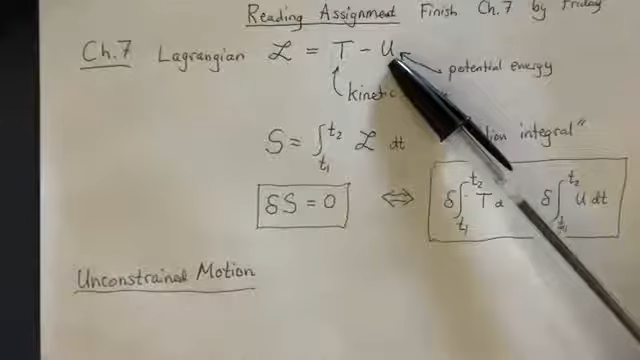 Reading Assignment Finish Ch.7 by Friday
Ch.7 Lagrangian ℒ = T - U
potential energy
kinetic
S = ∫_{t₁}^{t₂} ℒ dt integral"
δS = 0 ⟺ δ∫_{t₁}^{t₂} T d δ∫_{t₁}^{t₂} U dt
Unconstrained Motion